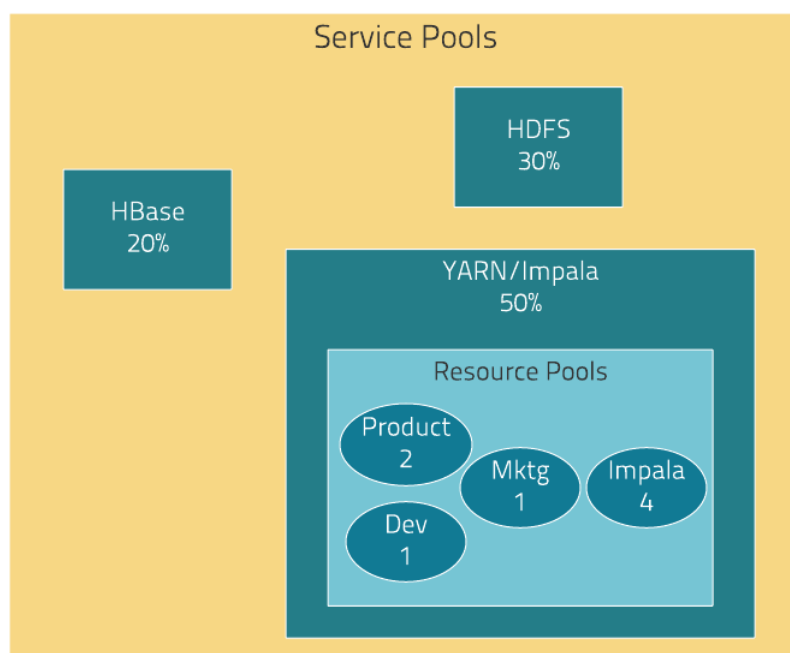 Service Pools
HDFS
30%
HBase
20%
YARN/Impala
50%
Resource Pools
Product
2
Mktg
1
Impala
4
Dev
1